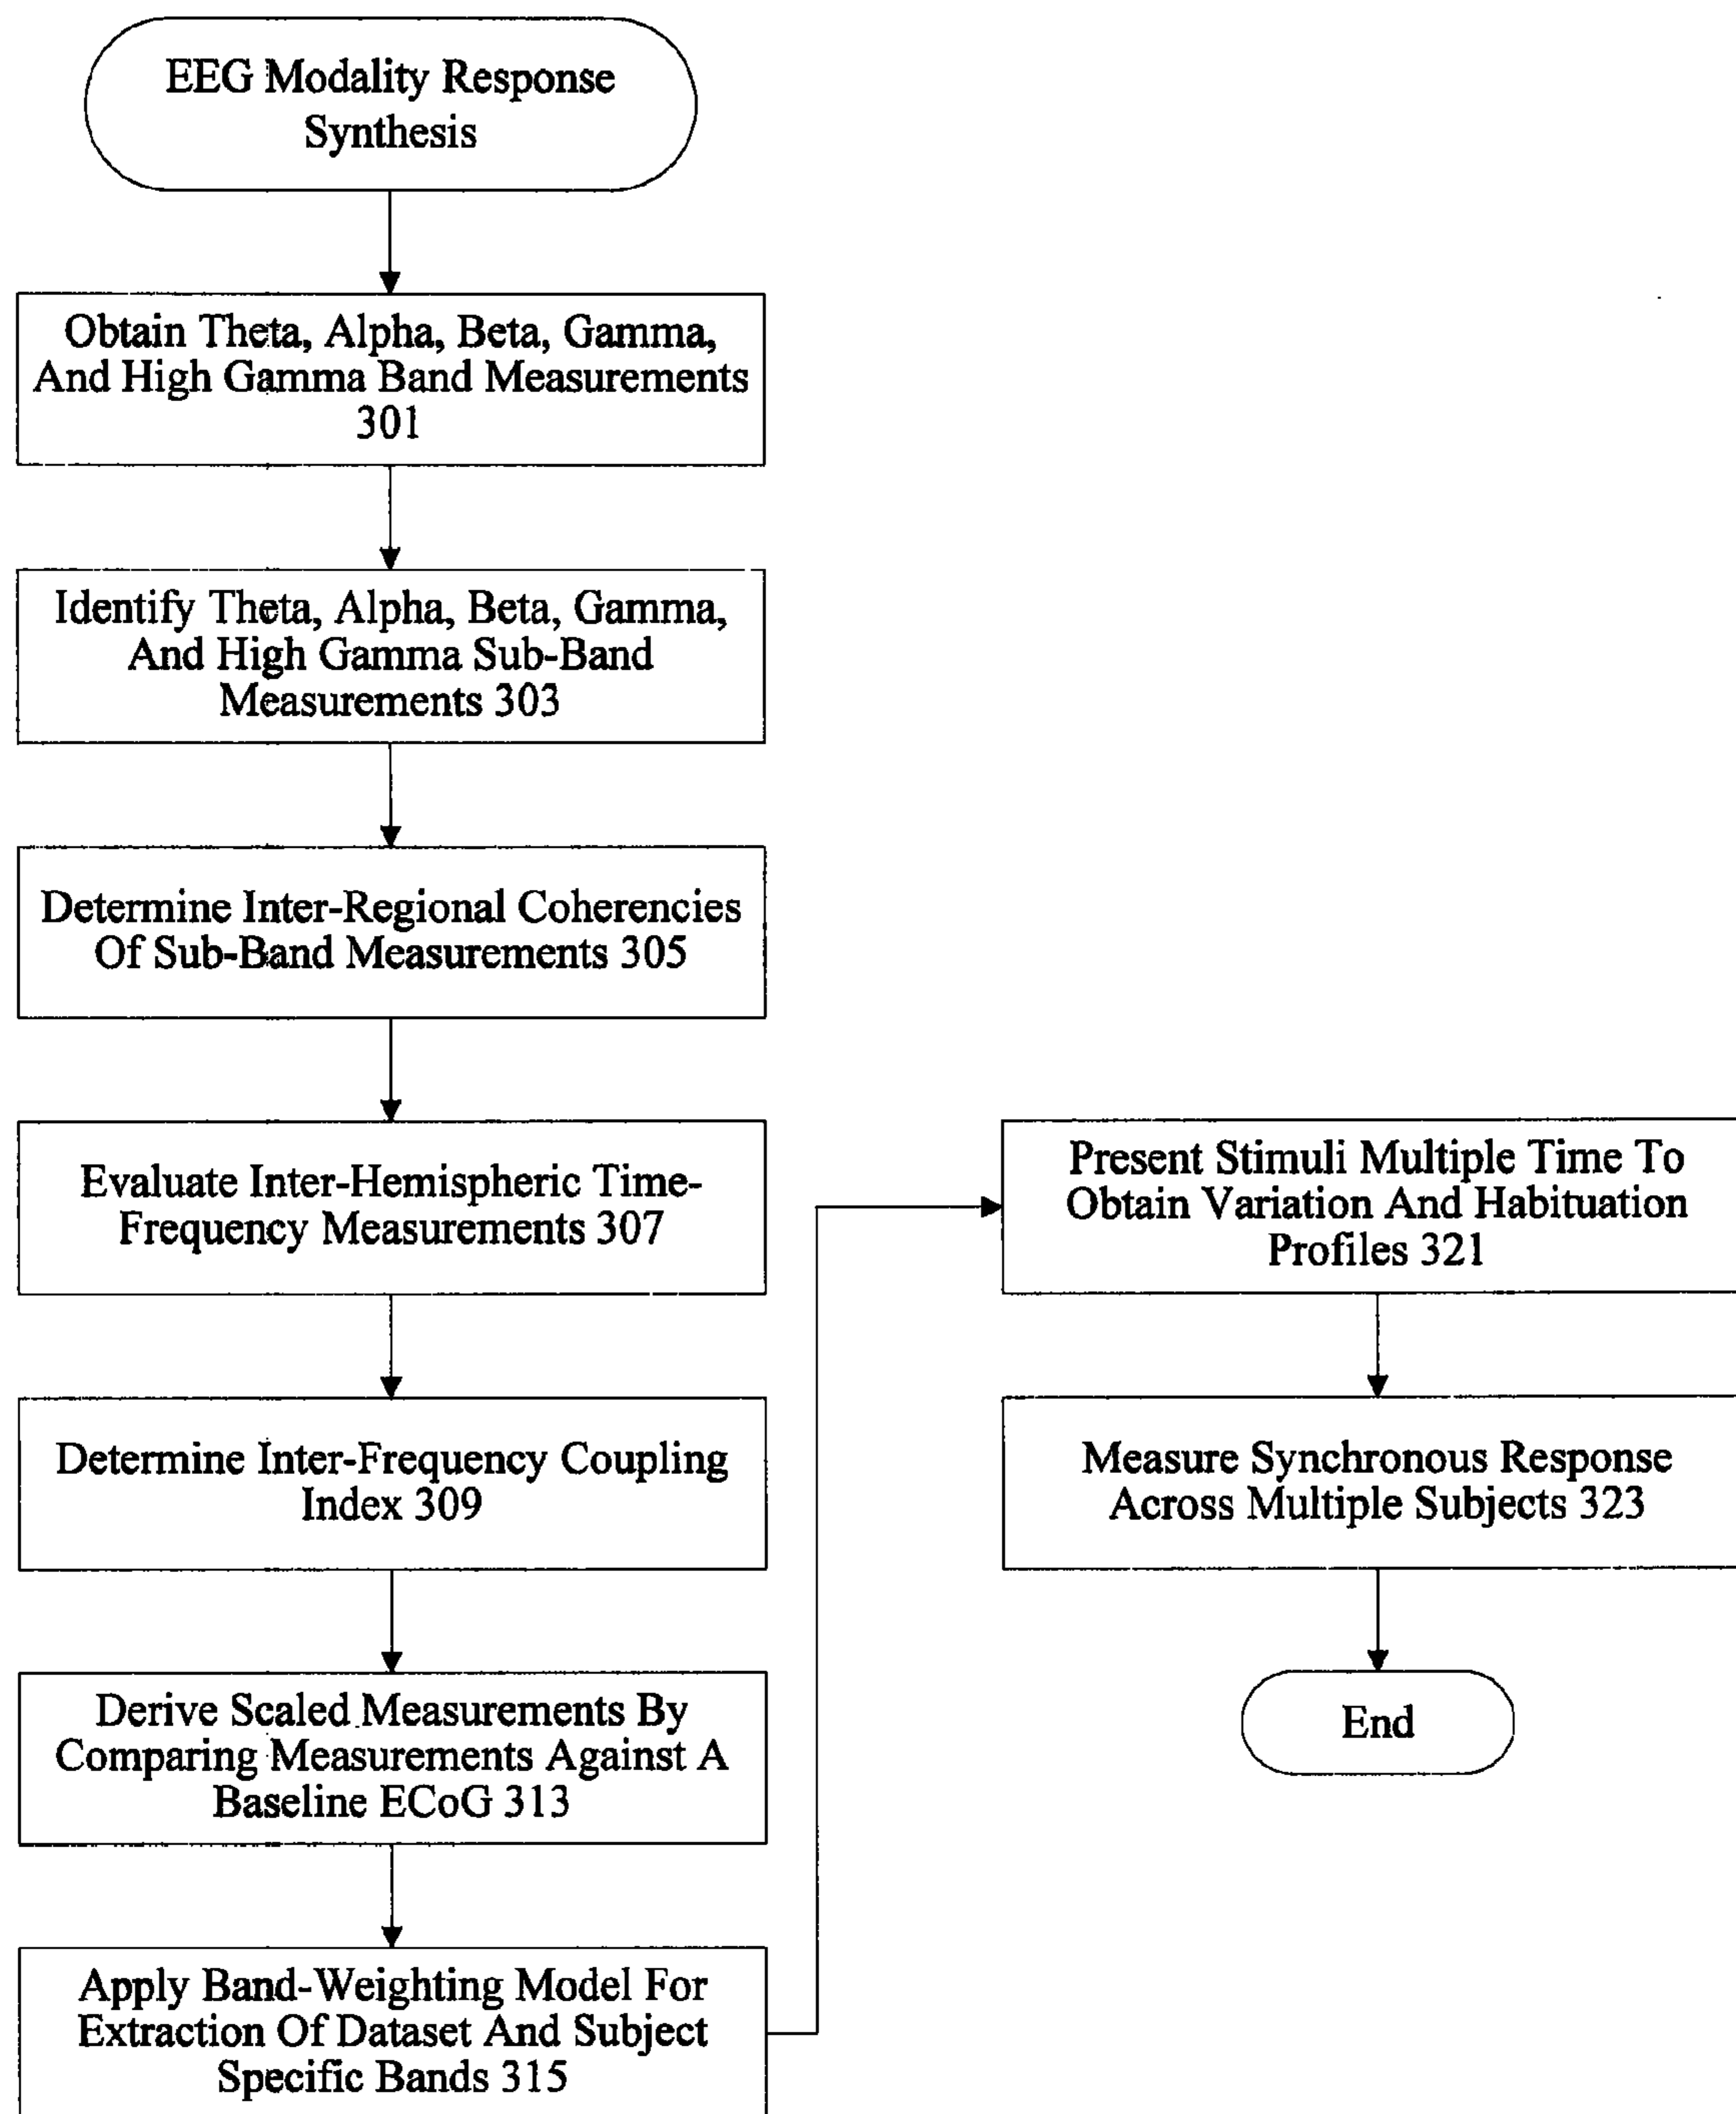 EEG Modality Response
Synthesis
Obtain Theta, Alpha, Beta, Gamma,
And High Gamma Band Measurements
301
Identify Theta, Alpha, Beta, Gamma,
And High Gamma Sub-Band
Measurements 303
Determine Inter-Regional Coherencies
Of Sub-Band Measurements 305
Evaluate Inter-Hemispheric Time-
Frequency Measurements 307
Determine Inter-Frequency Coupling
Index 309
Derive Scaled Measurements By
Comparing Measurements Against A
Baseline ECoG 313
Apply Band-Weighting Model For
Extraction Of Dataset And Subject
Specific Bands 315
Present Stimuli Multiple Time To
Obtain Variation And Habituation
Profiles 321
Measure Synchronous Response
Across Multiple Subjects 323
End